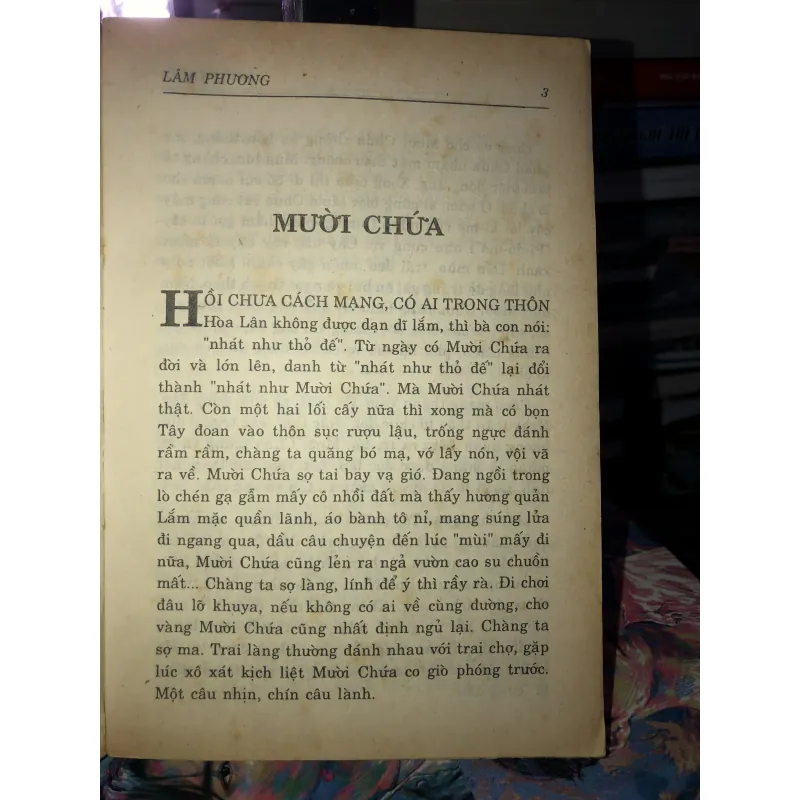 LÂM PHƯƠNG
3
MƯỜI CHỨA
HỒI CHƯA CÁCH MẠNG, CÓ AI TRONG THÔN
Hòa Lân không được dạn dĩ lắm, thì bà con nói:
"nhát như thỏ đế". Từ ngày có Mười Chứa ra
đời và lớn lên, danh từ "nhát như thỏ đế" lại đổi
thành "nhát như Mười Chứa". Mà Mười Chứa nhát
thật. Còn một hai lối cấy nữa thì xong mà có bọn
Tây đoan vào thôn sục rượu lậu, trống ngực đánh
rầm rầm, chàng ta quăng bó mạ, vớ lấy nón, vội vã
ra về. Mười Chứa sợ tai bay vạ gió. Đang ngồi trong
lò chén gạ gẫm mấy cô nhồi đất mà thấy hương quản
Lắm mặc quần lãnh, áo bành tô nỉ, mang súng lửa
đi ngang qua, dầu câu chuyện đến lúc "mùi" mấy đi
nữa, Mười Chứa cũng lẻn ra ngả vườn cao su chuồn
mất... Chàng ta sợ làng, lính để ý thì rầy rà. Đi chơi
đâu lỡ khuya, nếu không có ai về cùng đường, cho
vàng Mười Chứa cũng nhất định ngủ lại. Chàng ta
sợ ma. Trai làng thường đánh nhau với trai chợ, gặp
lúc xô xát kịch liệt Mười Chứa co giò phóng trước.
Một câu nhịn, chín câu lành.